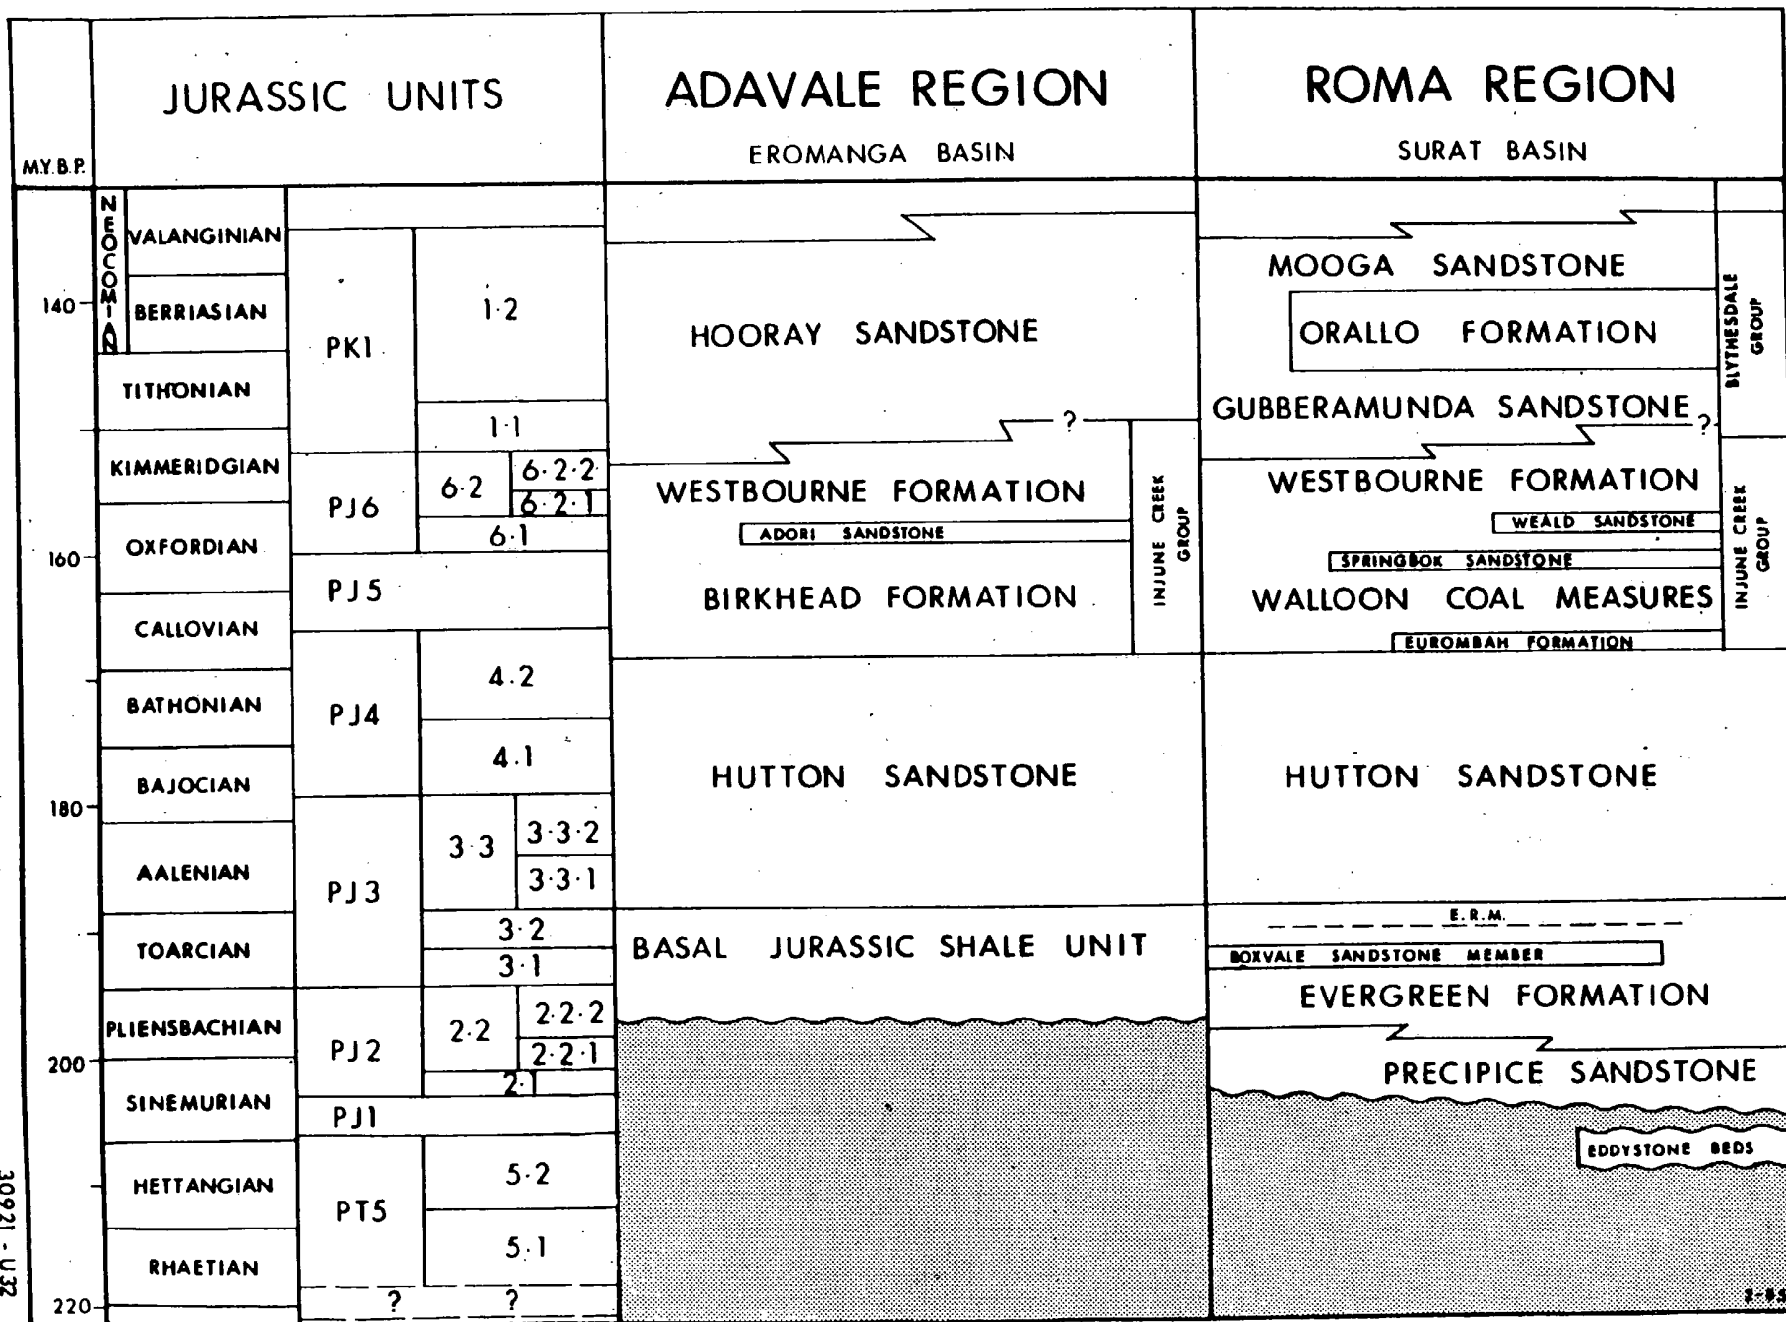 JURASSIC UNITS
ADAVALE REGION
EROMANGA BASIN
ROMA REGION
SURAT BASIN
M.Y.B.P.
140
160
180
200
220
NEOCOMIAN
VALANGINIAN
BERRIASIAN
TITHONIAN
KIMMERIDGIAN
OXFORDIAN
CALLOVIAN
BATHONIAN
BAJOCIAN
AALENIAN
TOARCIAN
PLIENSBACHIAN
SINEMURIAN
HETTANGIAN
RHAETIAN
PK1
PJ6
PJ5
PJ4
PJ3
PJ2
PJ1
PT5
?
1·2
1·1
6·2
6·2·2
6·2·1
6·1
4.2
4.1
3·3
3·3·2
3·3·1
3·2
3·1
2·2
2·2·2
2·2·1
2·1
5·2
5·1
?
HOORAY SANDSTONE
?
WESTBOURNE FORMATION
ADORI SANDSTONE
BIRKHEAD FORMATION
INJUNE CREEK
GROUP
HUTTON SANDSTONE
BASAL JURASSIC SHALE UNIT
MOOGA SANDSTONE
ORALLO FORMATION
GUBBERAMUNDA SANDSTONE
?
BLYTHESDALE
GROUP
WESTBOURNE FORMATION
WEALD SANDSTONE
SPRINGBOK SANDSTONE
WALLOON COAL MEASURES
EUROMBAH FORMATION
INJUNE CREEK
GROUP
HUTTON SANDSTONE
E.R.M.
BOXVALE SANDSTONE MEMBER
EVERGREEN FORMATION
PRECIPICE SANDSTONE
EDDYSTONE BEDS
30921 - U32